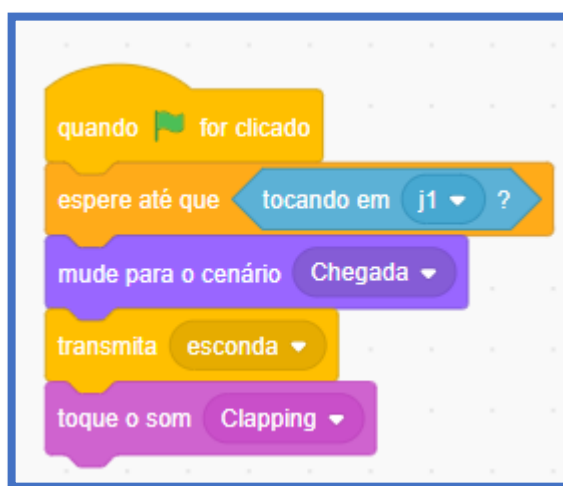 quando for clicado
espere até que tocando em j1 ?
mude para o cenário Chegada
transmita esconda
toque o som Clapping